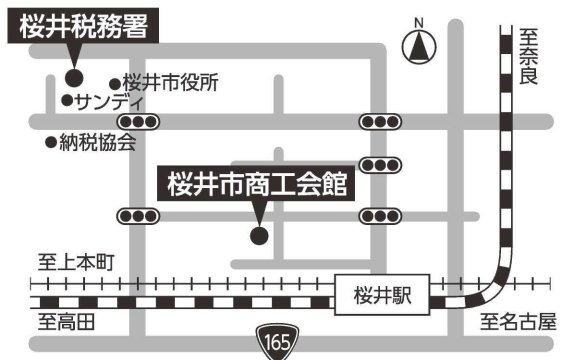 桜井税務署
N
至奈良
桜井市役所
サンディ
納税協会
桜井市商工会館
至上本町
桜井駅
至高田
至名古屋
165